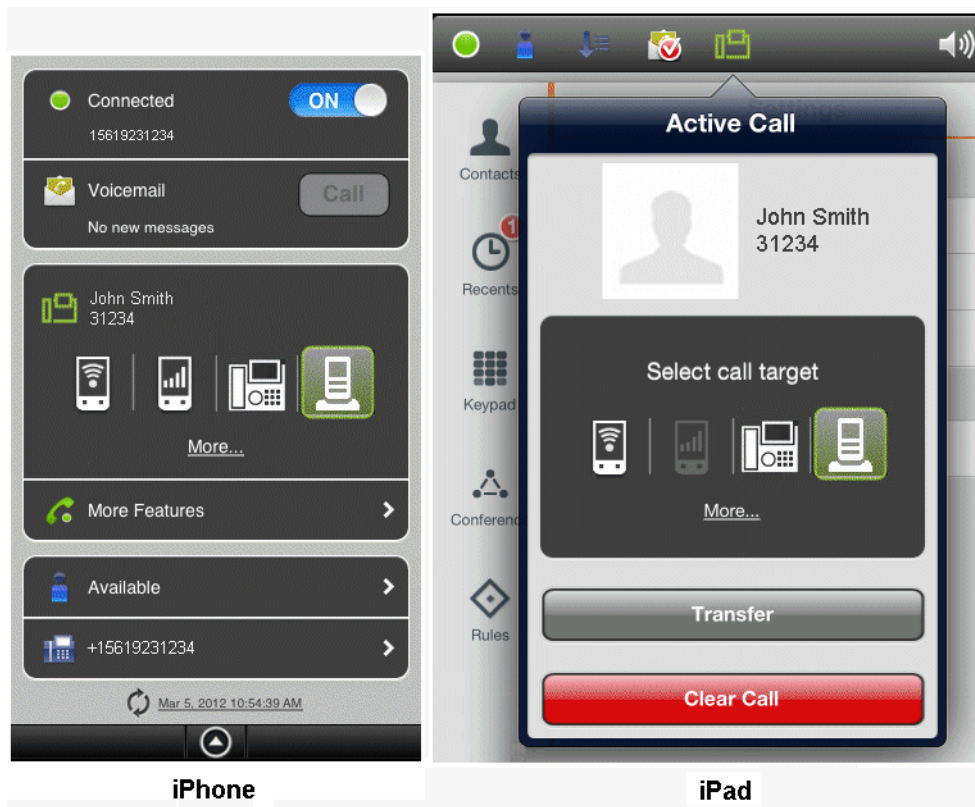 Connected
ON
15619231234
Voicemail
Call
No new messages
John Smith
31234
More...
More Features
Available
+15619231234
Mar 5, 2012 10:54:39 AM
iPhone
Settings
Active Call
Contacts
John Smith
31234
1
Recents
Select call target
Keypad
More...
Conferenc
Rules
Transfer
Clear Call
iPad